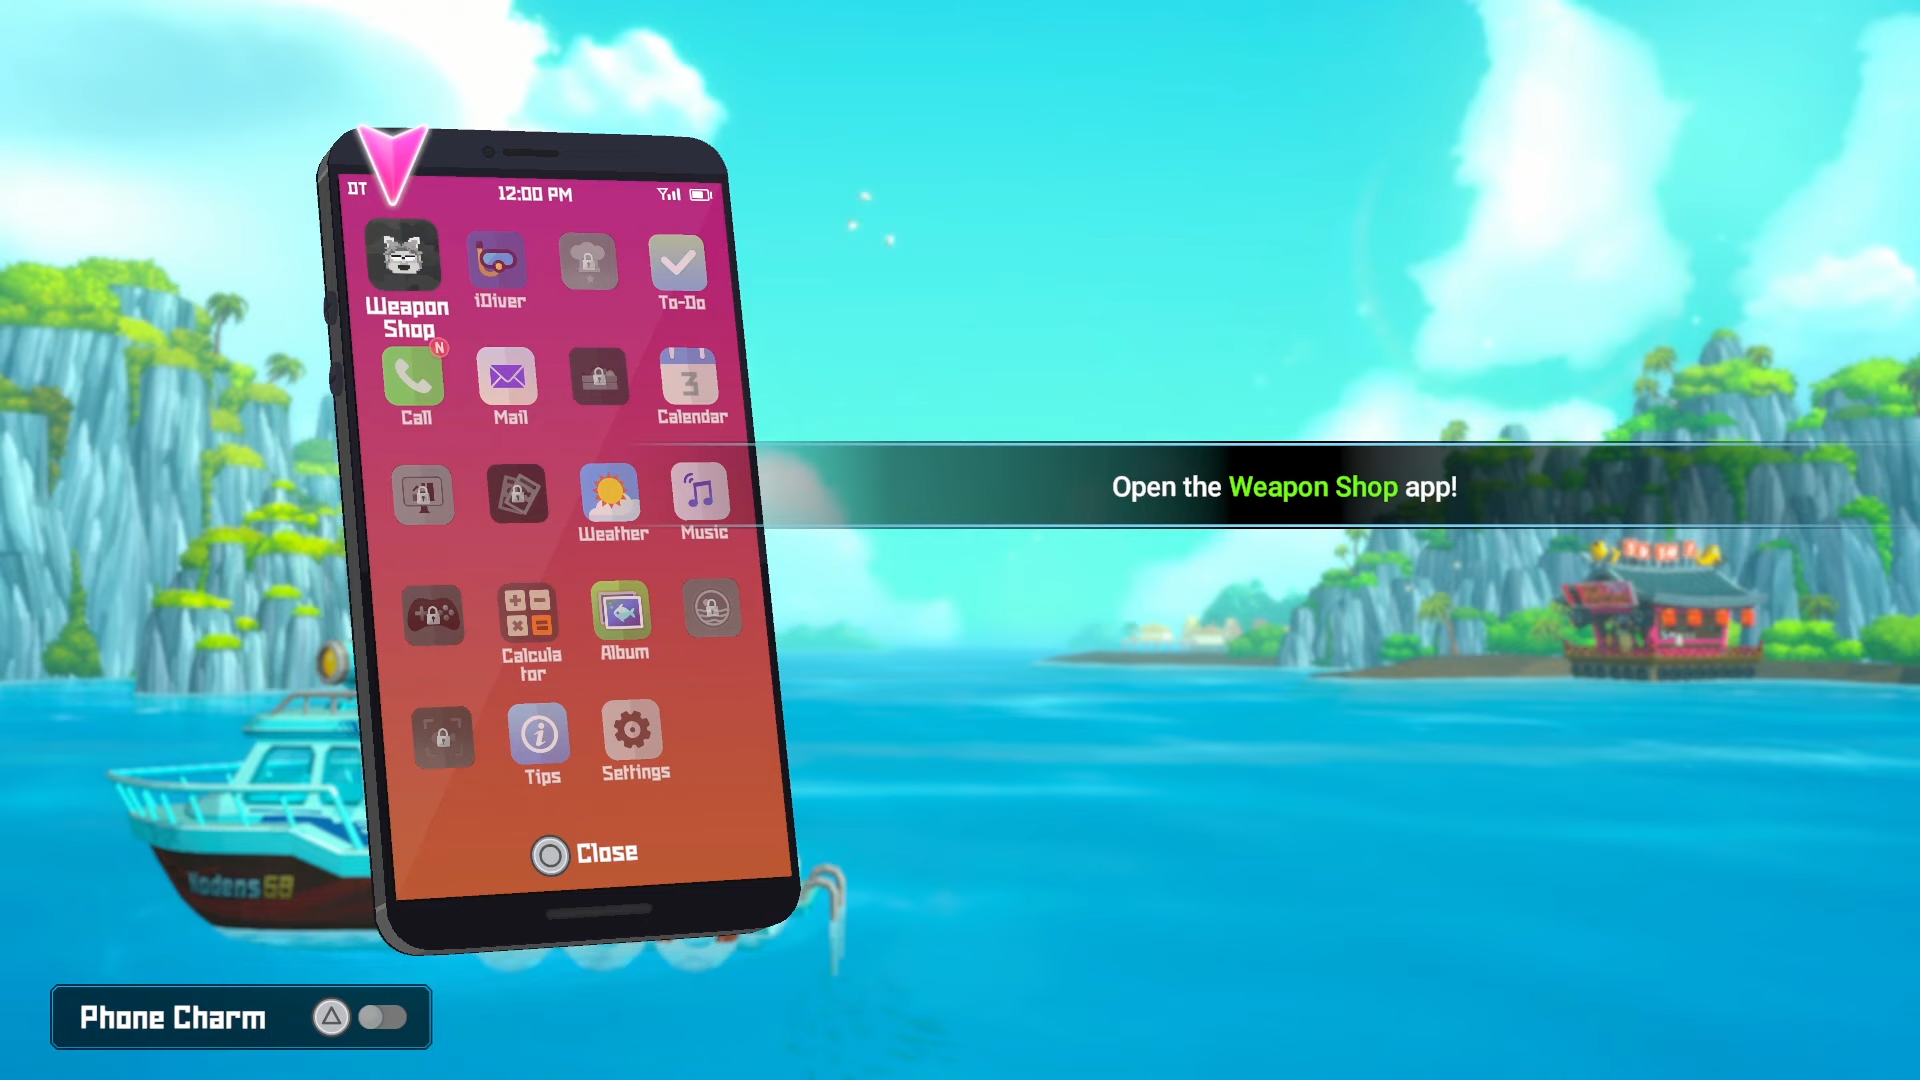 DT
12:00 PM
Weapon
Shop
iDiver
To-Do
N
Call
Mail
3
Calendar
Weather
Music
Calcula
tor
Album
Tips
Settings
Close
Open the Weapon Shop app!
Nodens68
Phone Charm